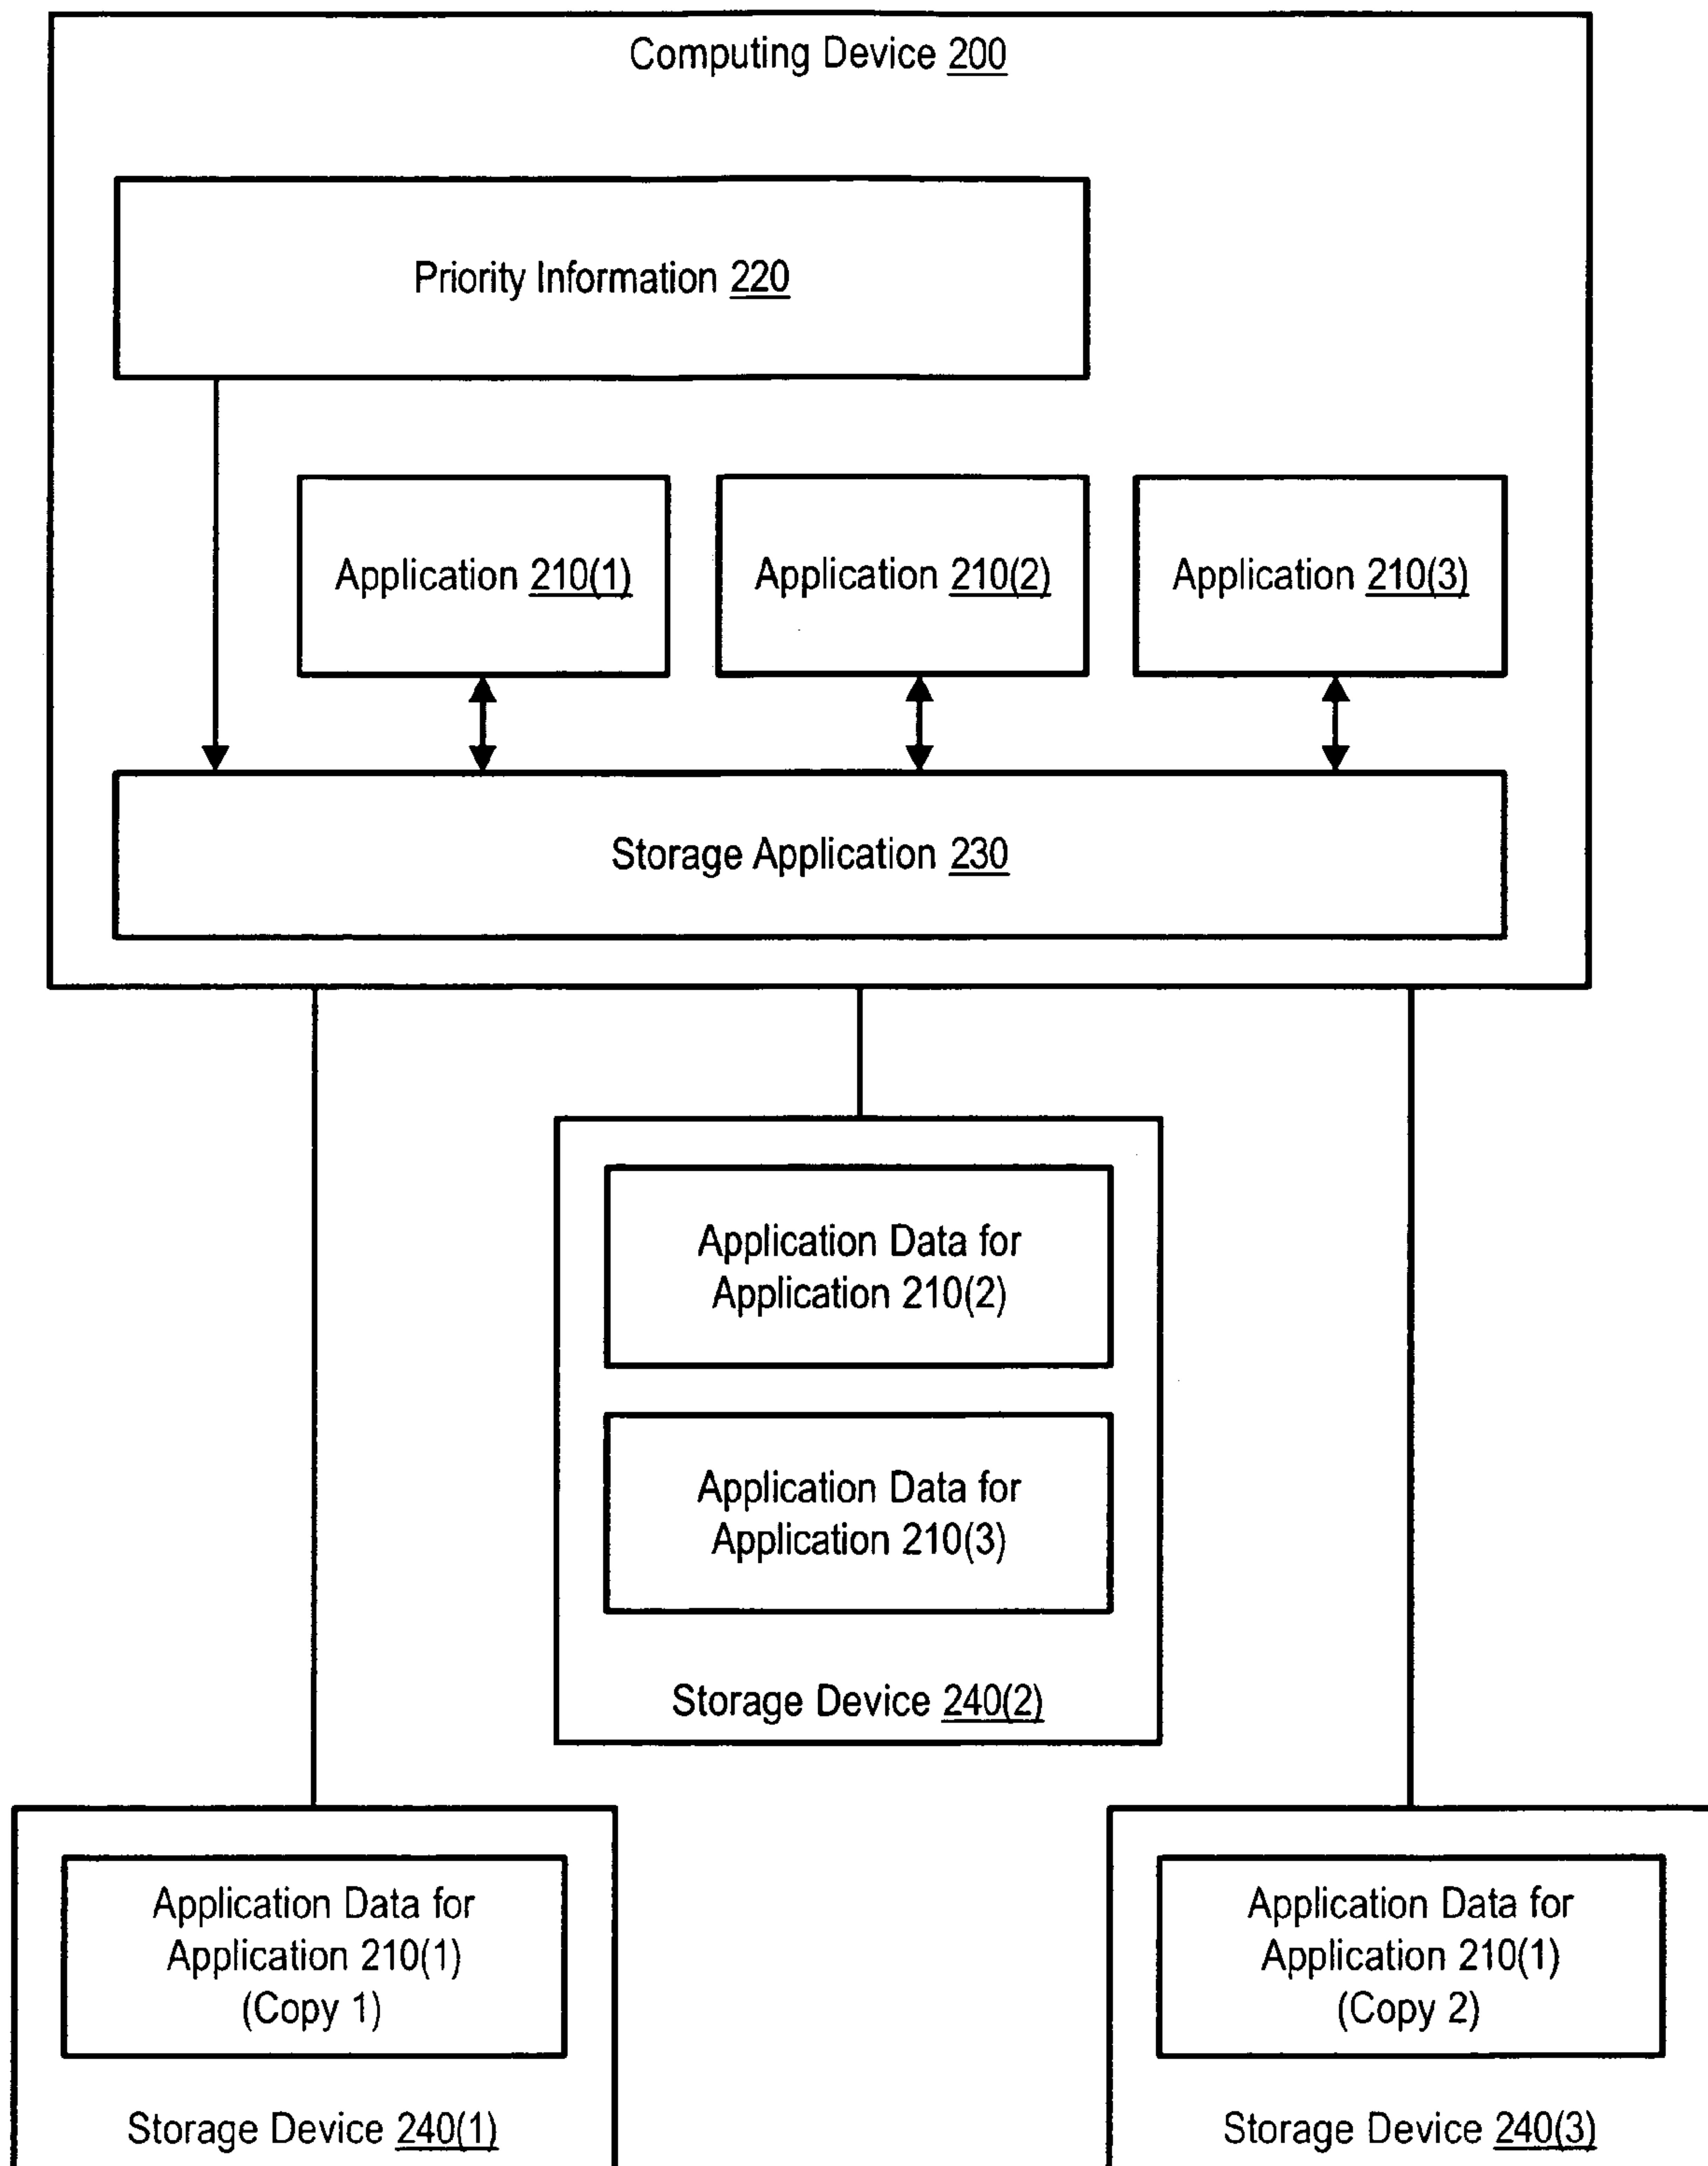 Computing Device 200
Priority Information 220
Application 210(1)
Application 210(2)
Application 210(3)
Storage Application 230
Application Data for
Application 210(2)
Application Data for
Application 210(3)
Storage Device 240(2)
Application Data for
Application 210(1)
(Copy 1)
Storage Device 240(1)
Application Data for
Application 210(1)
(Copy 2)
Storage Device 240(3)